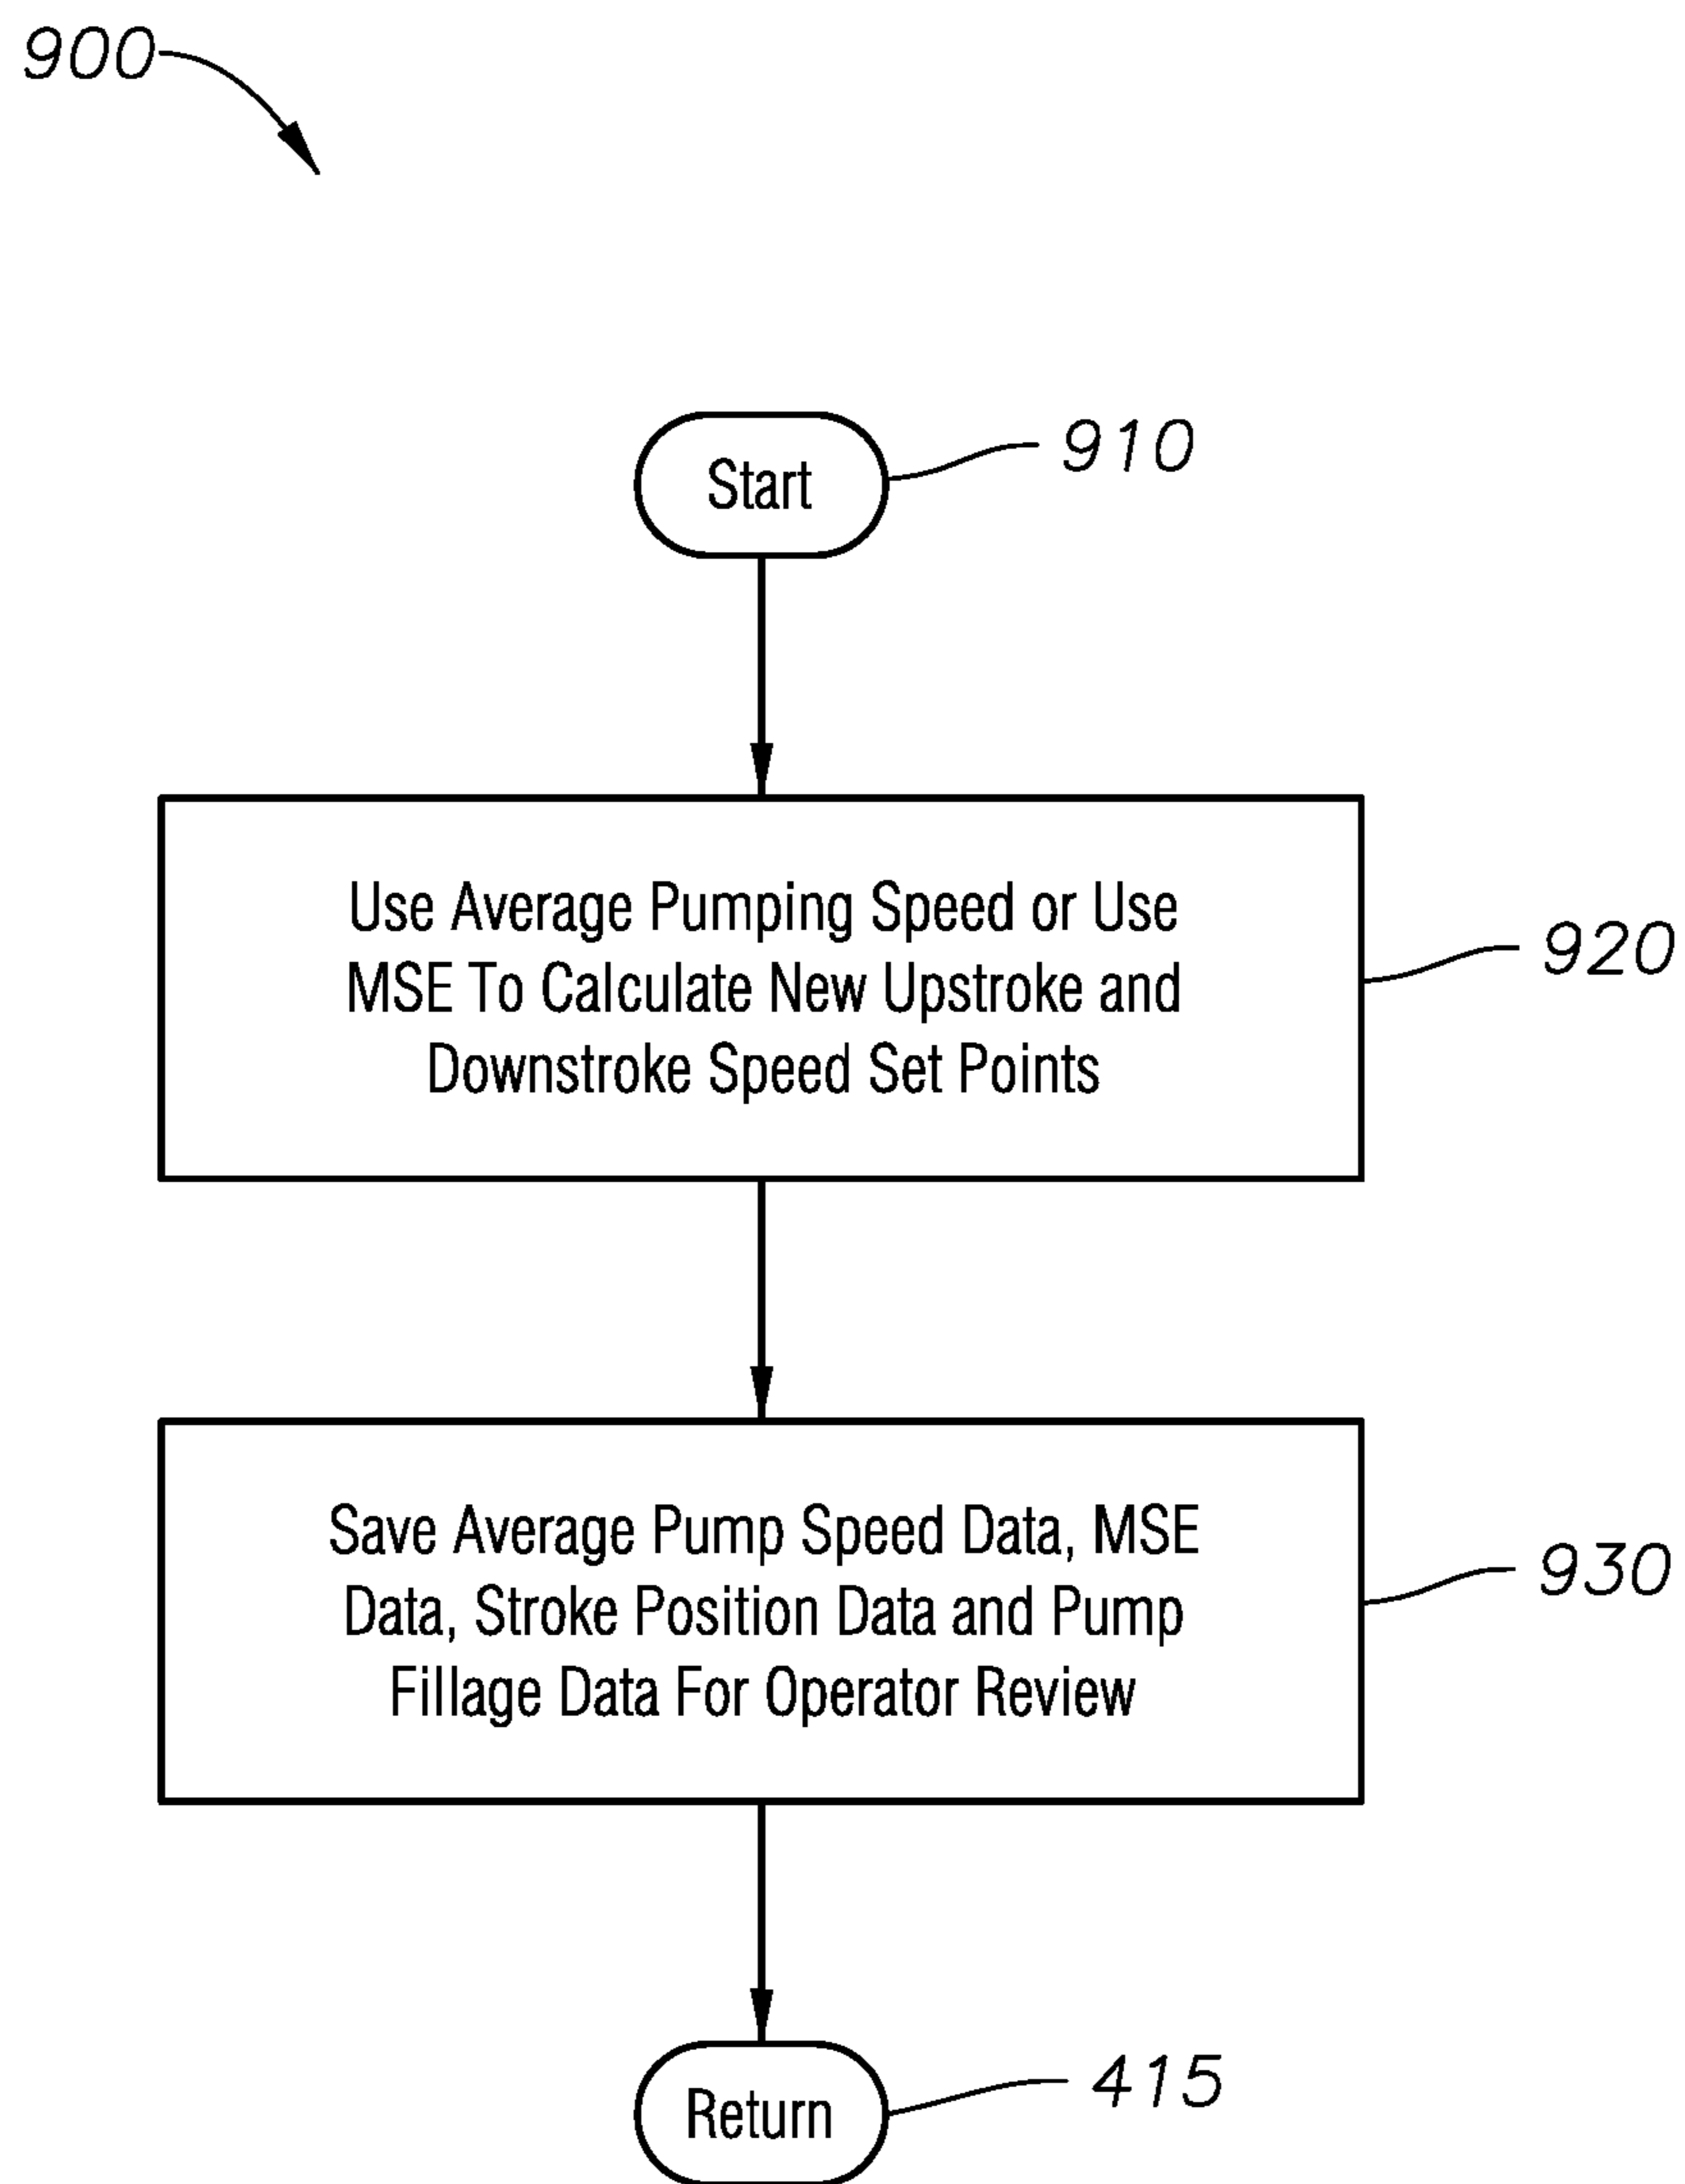 900
Start
910
Use Average Pumping Speed or Use
MSE To Calculate New Upstroke and
Downstroke Speed Set Points
920
Save Average Pump Speed Data, MSE
Data, Stroke Position Data and Pump
Fillage Data For Operator Review
930
Return
415